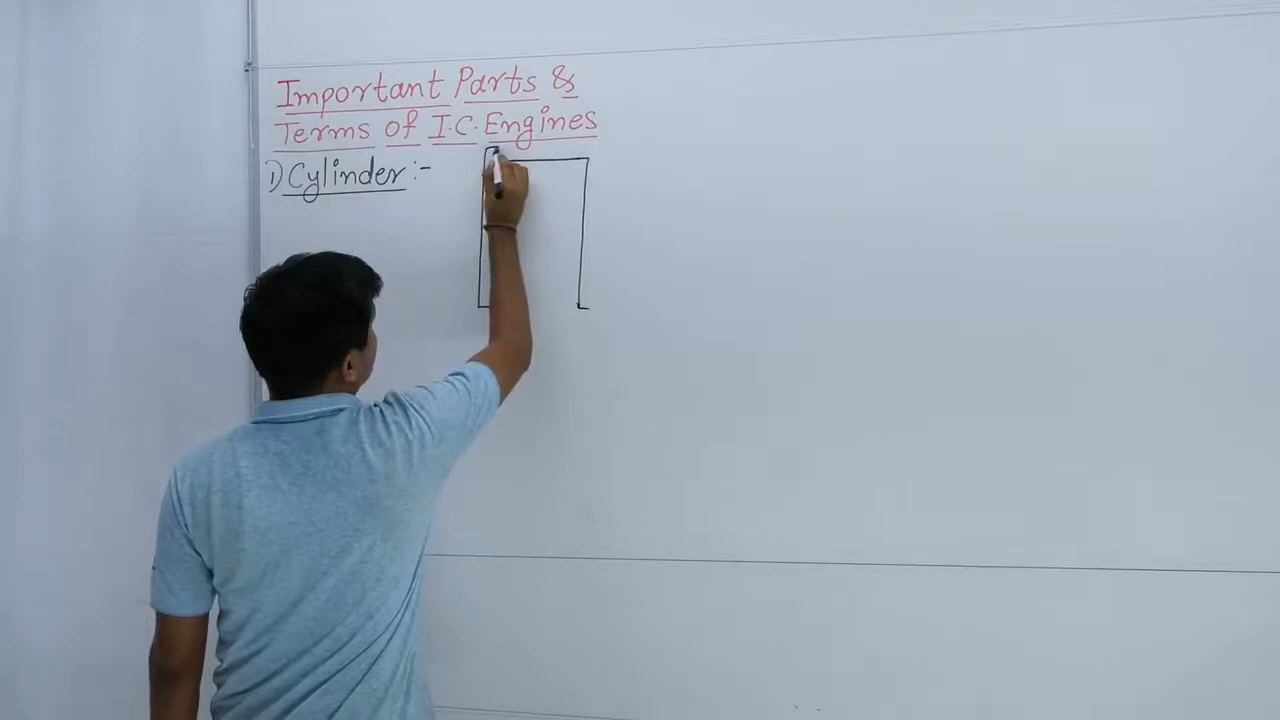 Important Parts &
Terms of I.C. Engines
1) Cylinder :-